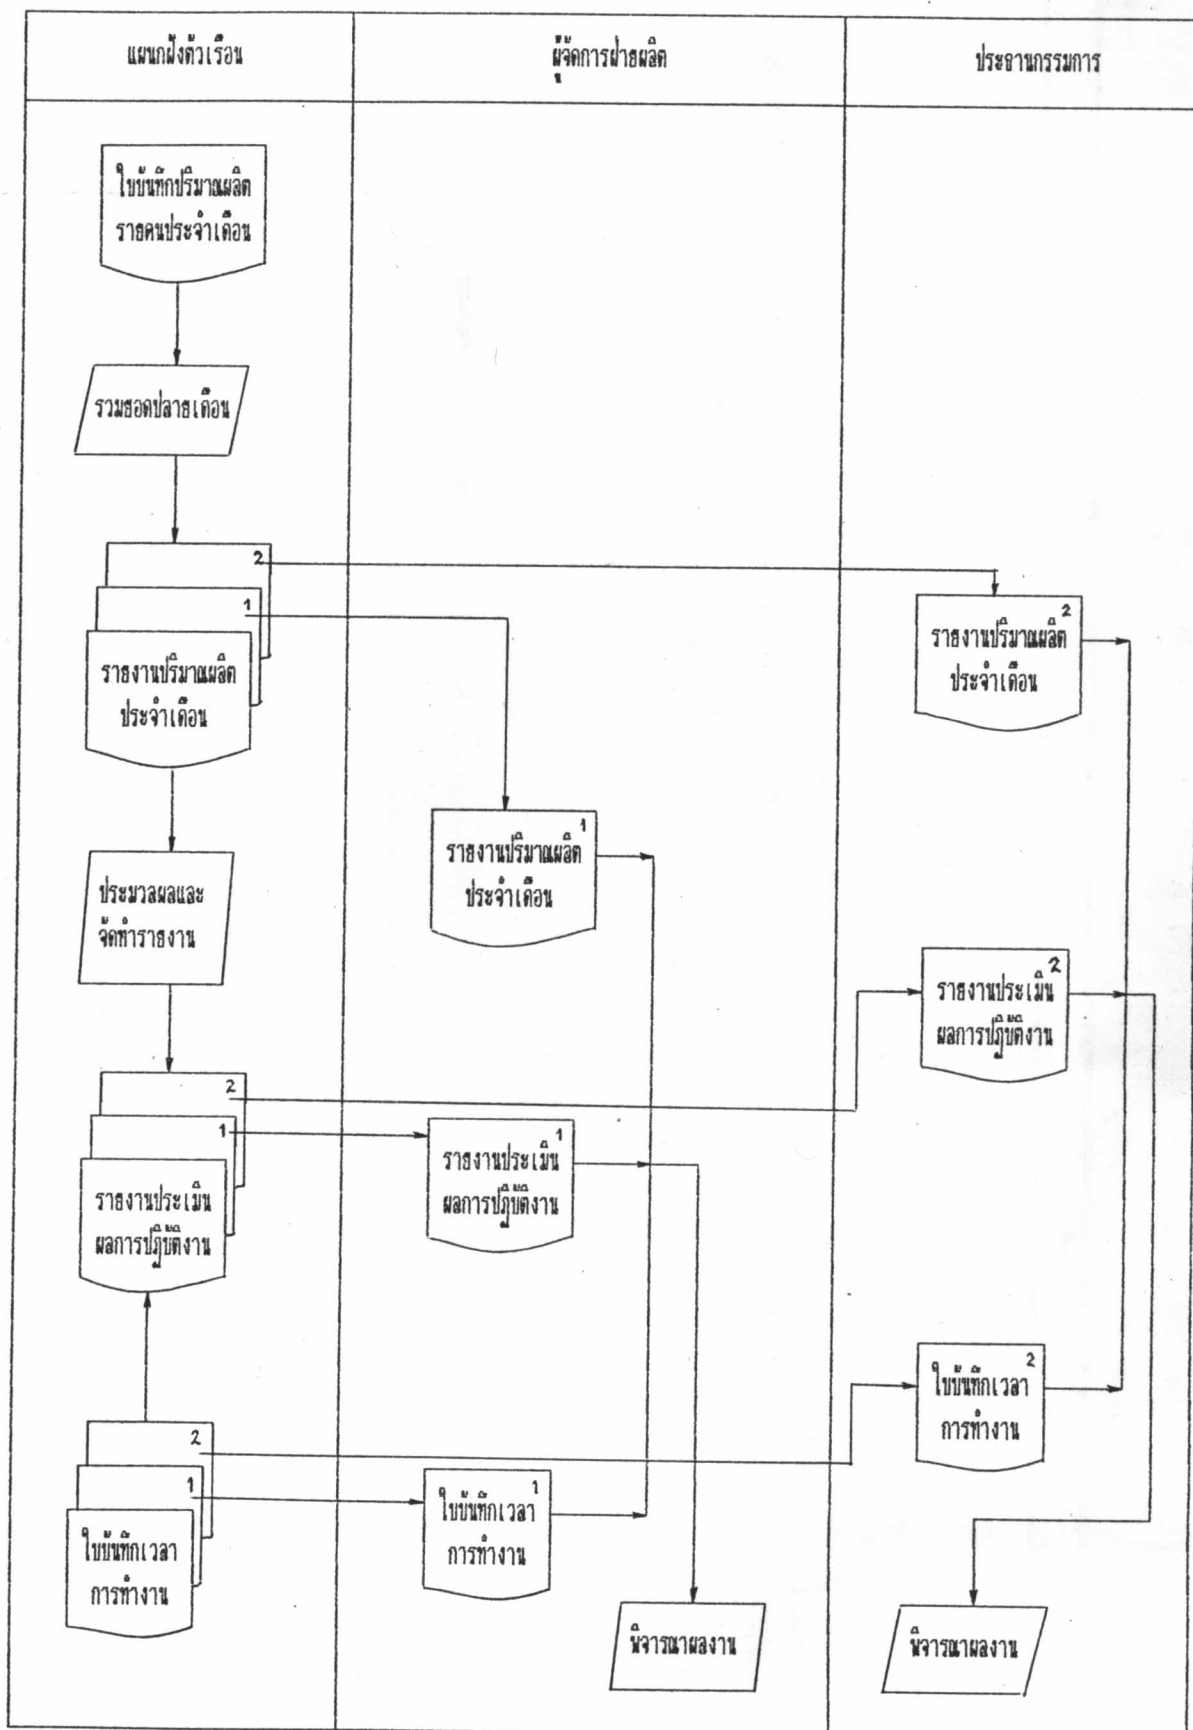 แผนกฝังตัวเรือน
ผู้จัดการฝ่ายผลิต
ประธานกรรมการ
ใบบันทึกปริมาณผลิต
รายคนประจำเดือน
รวมยอดปลายเดือน
2
1
รายงานปริมาณผลิต
ประจำเดือน
2
รายงานปริมาณผลิต
ประจำเดือน
1
รายงานปริมาณผลิต
ประจำเดือน
ประมวลผลและ
จัดทำรายงาน
2
รายงานประเมิน
ผลการปฏิบัติงาน
2
1
รายงานประเมิน
ผลการปฏิบัติงาน
1
รายงานประเมิน
ผลการปฏิบัติงาน
2
ใบบันทึกเวลา
การทำงาน
2
1
ใบบันทึกเวลา
การทำงาน
1
ใบบันทึกเวลา
การทำงาน
พิจารณาผลงาน
พิจารณาผลงาน